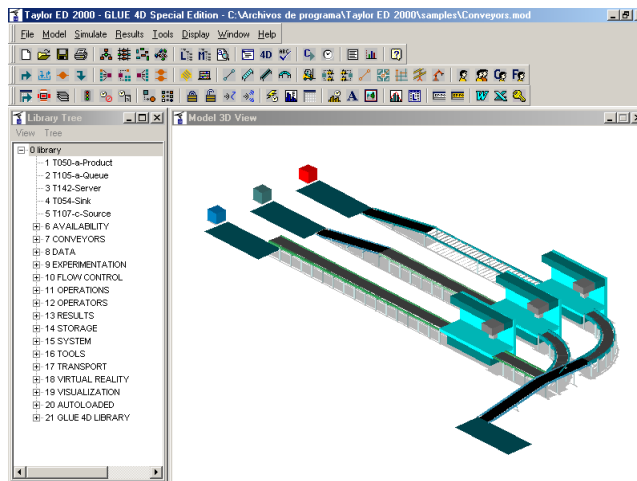 Taylor ED 2000 - GLUE 4D Special Edition - C:\Archivos de programa\Taylor ED 2000\samples\Conveyors.mod
File Model Simulate Results Tools Display Window Help
4D
A W
Library Tree
View Tree
0 library
1 T050-a-Product
2 T105-a-Queue
3 T142-Server
4 T054-Sink
5 T107-c-Source
6 AVAILABILITY
7 CONVEYORS
8 DATA
9 EXPERIMENTATION
10 FLOW CONTROL
11 OPERATIONS
12 OPERATORS
13 RESULTS
14 STORAGE
15 SYSTEM
16 TOOLS
17 TRANSPORT
18 VIRTUAL REALITY
19 VISUALIZATION
20 AUTOLOADED
21 GLUE 4D LIBRARY
Model 3D View